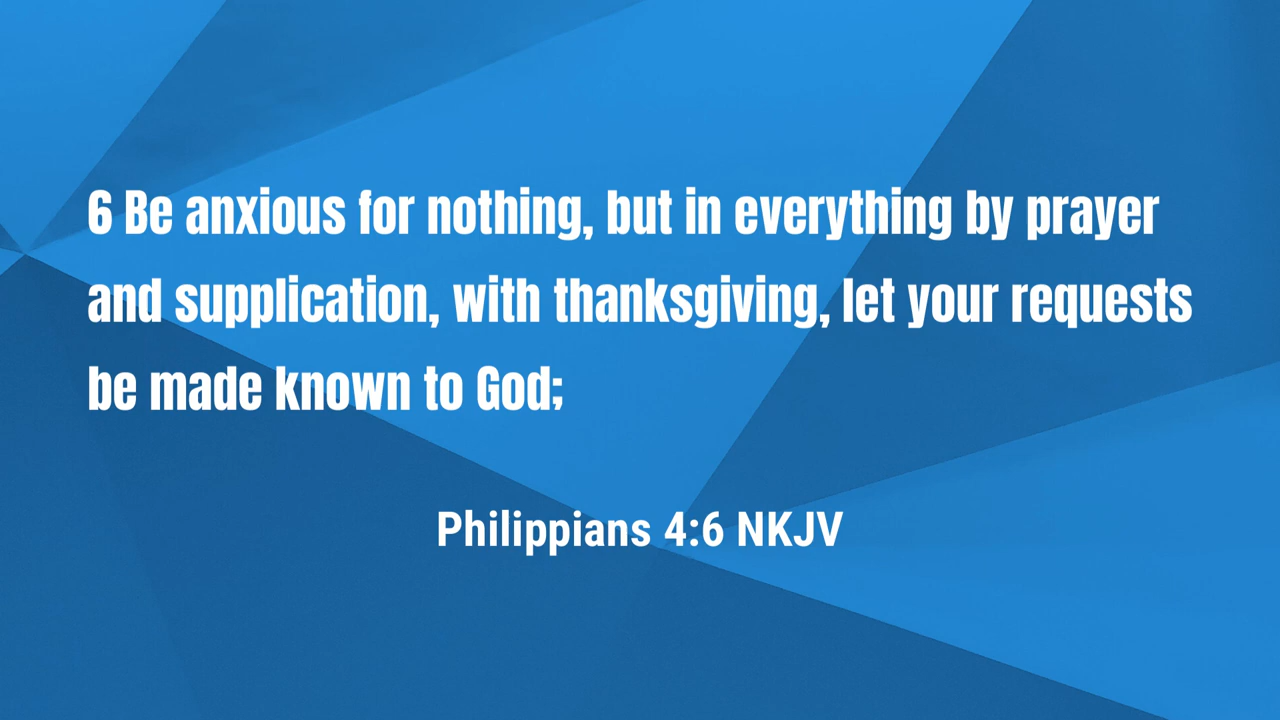 6 Be anxious for nothing, but in everything by prayer
and supplication, with thanksgiving, let your requests
be made known to God;
Philippians 4:6 NKJV